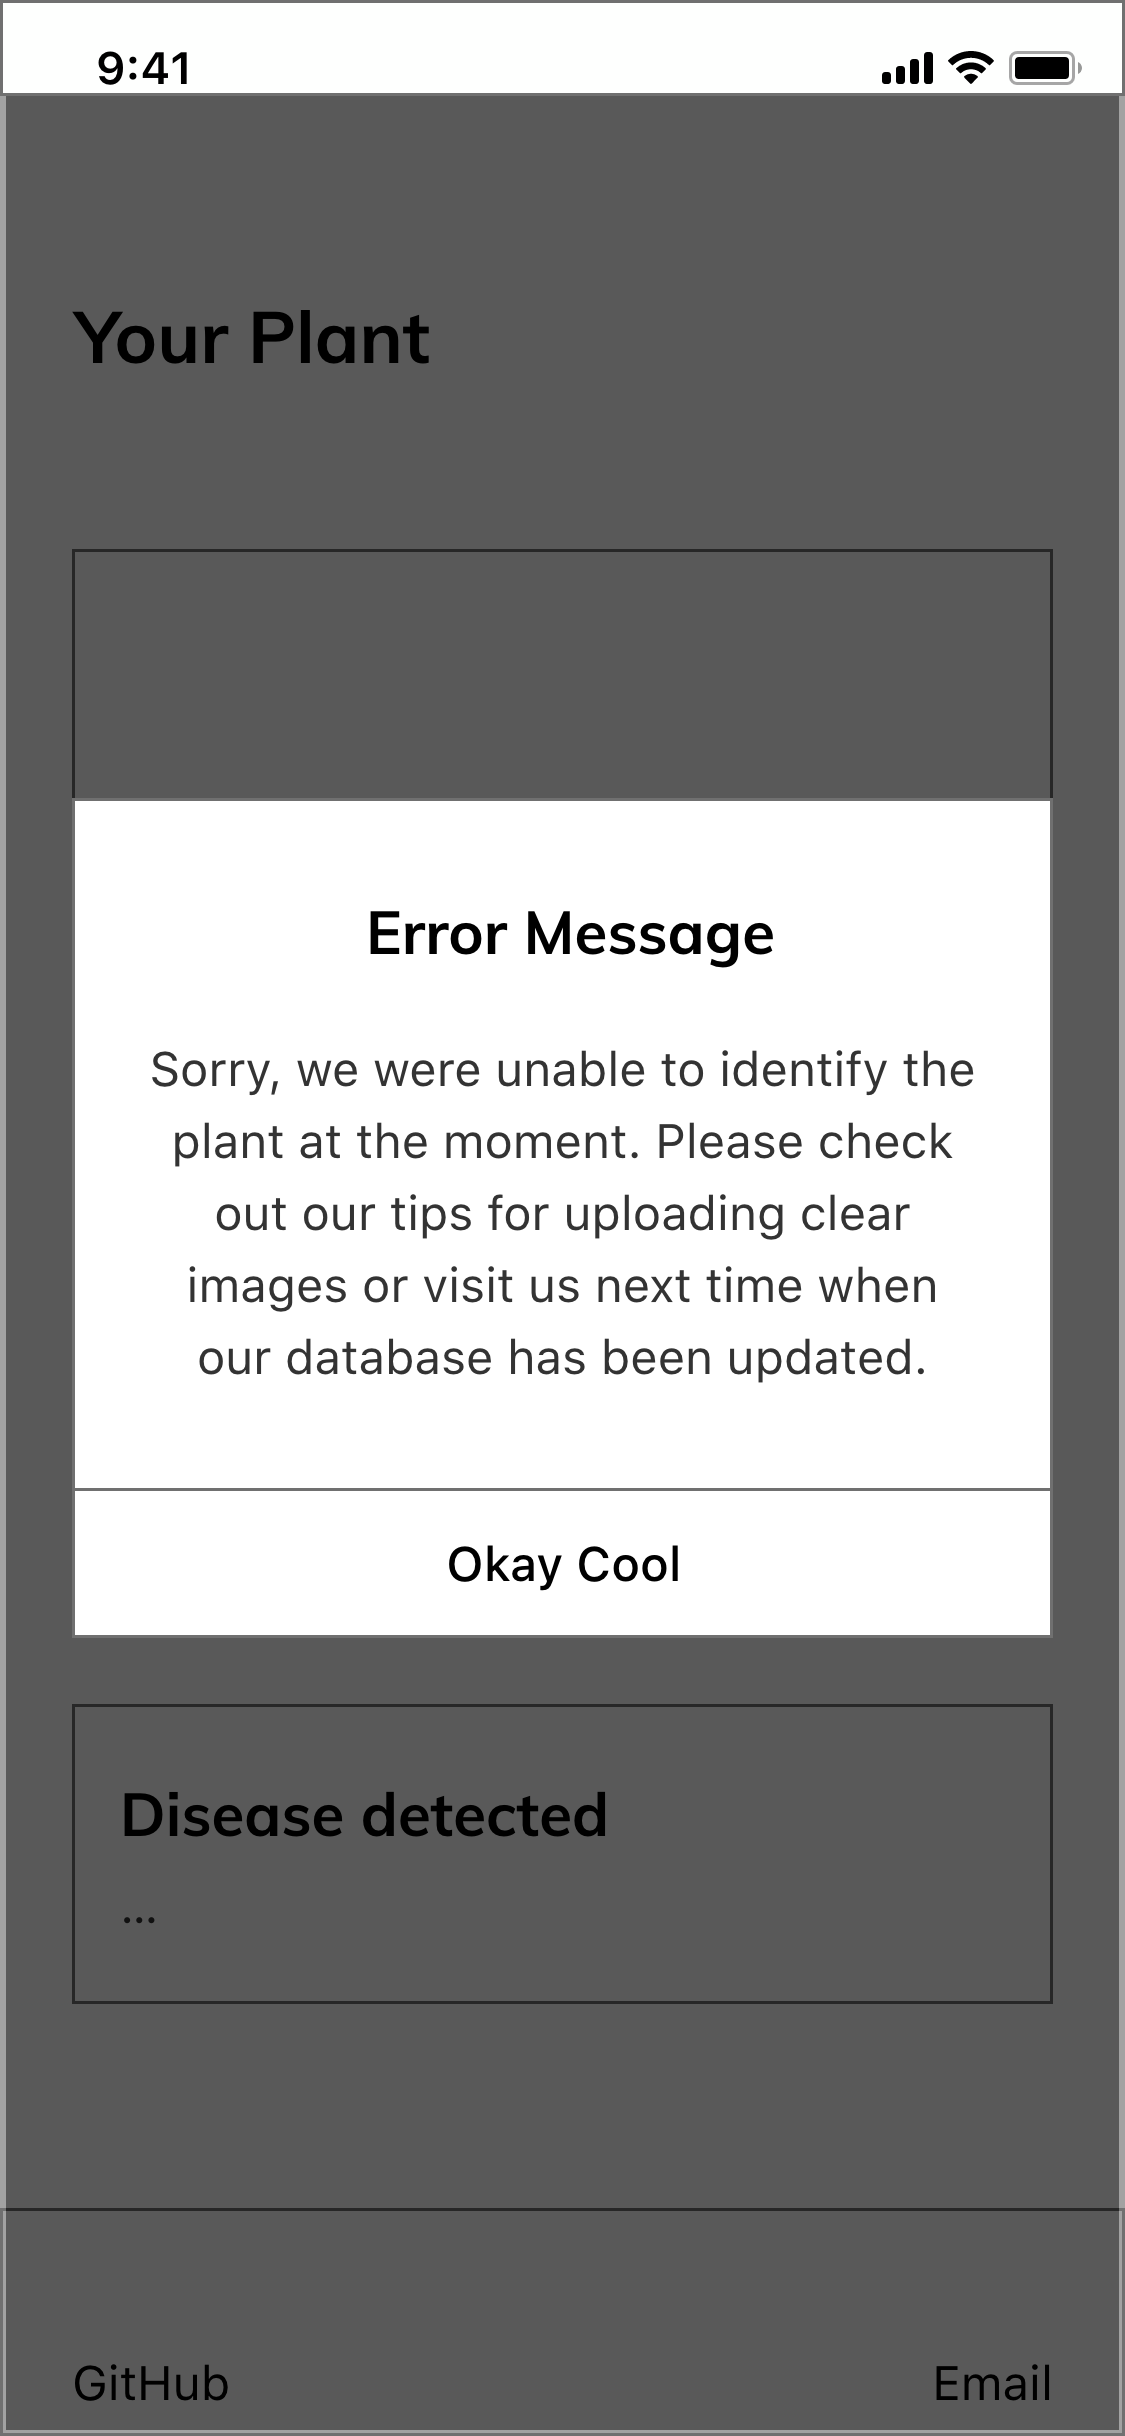 9:41
Your Plant
Error Message
Sorry, we were unable to identify the
plant at the moment. Please check
out our tips for uploading clear
images or visit us next time when
our database has been updated.
Okay Cool
Disease detected
...
GitHub
Email